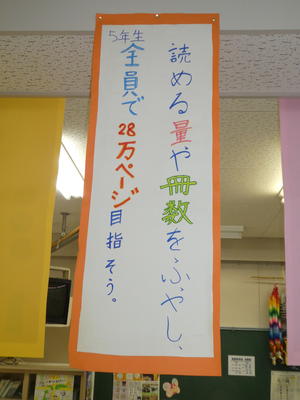 読める量や冊数をふやし、
5年生
全員で28万ページ目指そう。